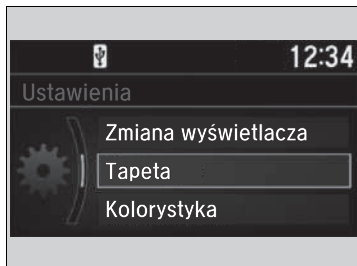 12:34
Ustawienia
Zmiana wyświetlacza
Tapeta
Kolorystyka